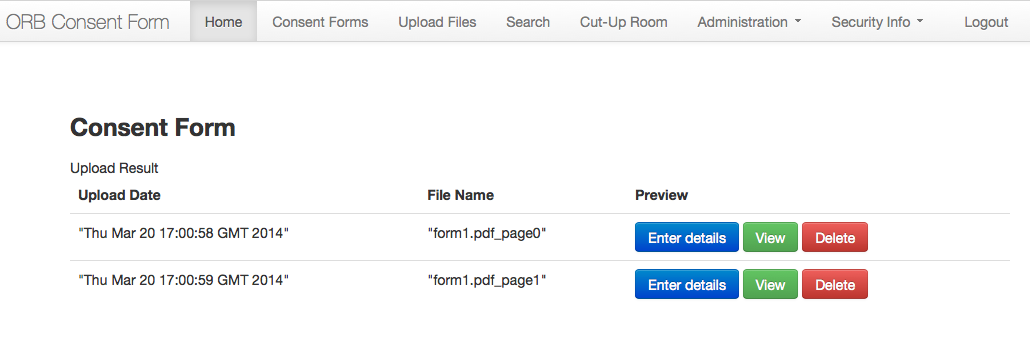 ORB Consent Form Home Consent Forms Upload Files Search Cut-Up Room Administration Security Info Logout
Consent Form
Upload Result
Upload Date File Name Preview
"Thu Mar 20 17:00:58 GMT 2014" "form1.pdf_page0" Enter details View Delete
"Thu Mar 20 17:00:59 GMT 2014" "form1.pdf_page1" Enter details View Delete